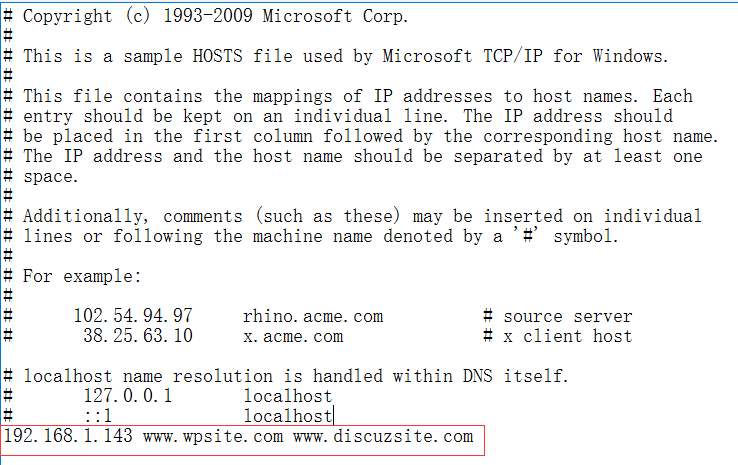 # Copyright (c) 1993-2009 Microsoft Corp.
#
# This is a sample HOSTS file used by Microsoft TCP/IP for Windows.
#
# This file contains the mappings of IP addresses to host names. Each
# entry should be kept on an individual line. The IP address should
# be placed in the first column followed by the corresponding host name.
# The IP address and the host name should be separated by at least one
# space.
#
# Additionally, comments (such as these) may be inserted on individual
# lines or following the machine name denoted by a '#' symbol.
#
# For example:
#
#      102.54.94.97     rhino.acme.com          # source server
#       38.25.63.10     x.acme.com              # x client host

# localhost name resolution is handled within DNS itself.
#       127.0.0.1       localhost
#       ::1             localhost
192.168.1.143 www.wpsite.com www.discuzsite.com